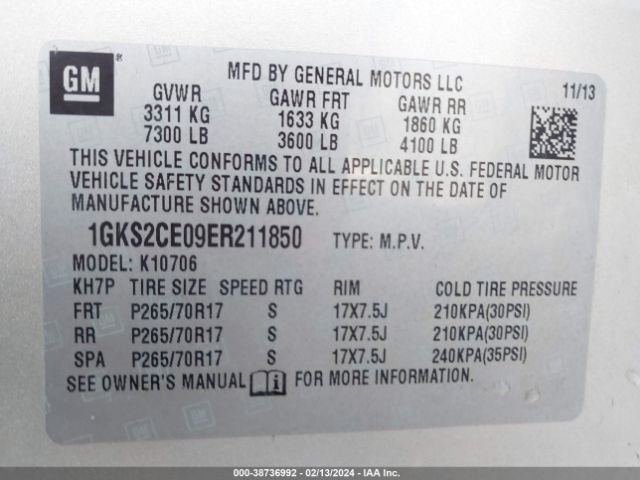 GM
MFD BY GENERAL MOTORS LLC
11/13
GVWR GAWR FRT GAWR RR
3311 KG 1633 KG 1860 KG
7300 LB 3600 LB 4100 LB
THIS VEHICLE CONFORMS TO ALL APPLICABLE U.S. FEDERAL MOTOR
VEHICLE SAFETY STANDARDS IN EFFECT ON THE DATE OF
MANUFACTURE SHOWN ABOVE.
1GKS2CE09ER211850 TYPE: M.P.V.
MODEL: K10706
KH7P TIRE SIZE SPEED RTG RIM COLD TIRE PRESSURE
FRT P265/70R17 S 17X7.5J 210KPA(30PSI)
RR P265/70R17 S 17X7.5J 210KPA(30PSI)
SPA P265/70R17 S 17X7.5J 240KPA(35PSI)
SEE OWNER'S MANUAL FOR MORE INFORMATION.
000-38736992 - 02/13/2024 - IAA Inc.